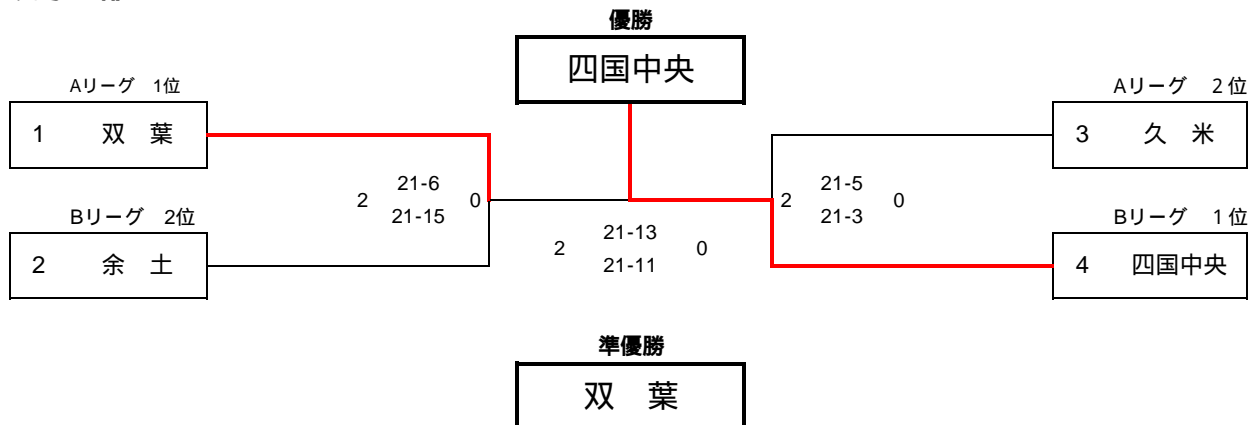 優勝
四国中央
Aリーグ 1位
1 双 葉
Aリーグ 2位
3 久 米
2 21-6 0
21-15
2 21-5 0
21-3
Bリーグ 2位
2 余 土
2 21-13 0
21-11
Bリーグ 1位
4 四国中央
準優勝
双 葉